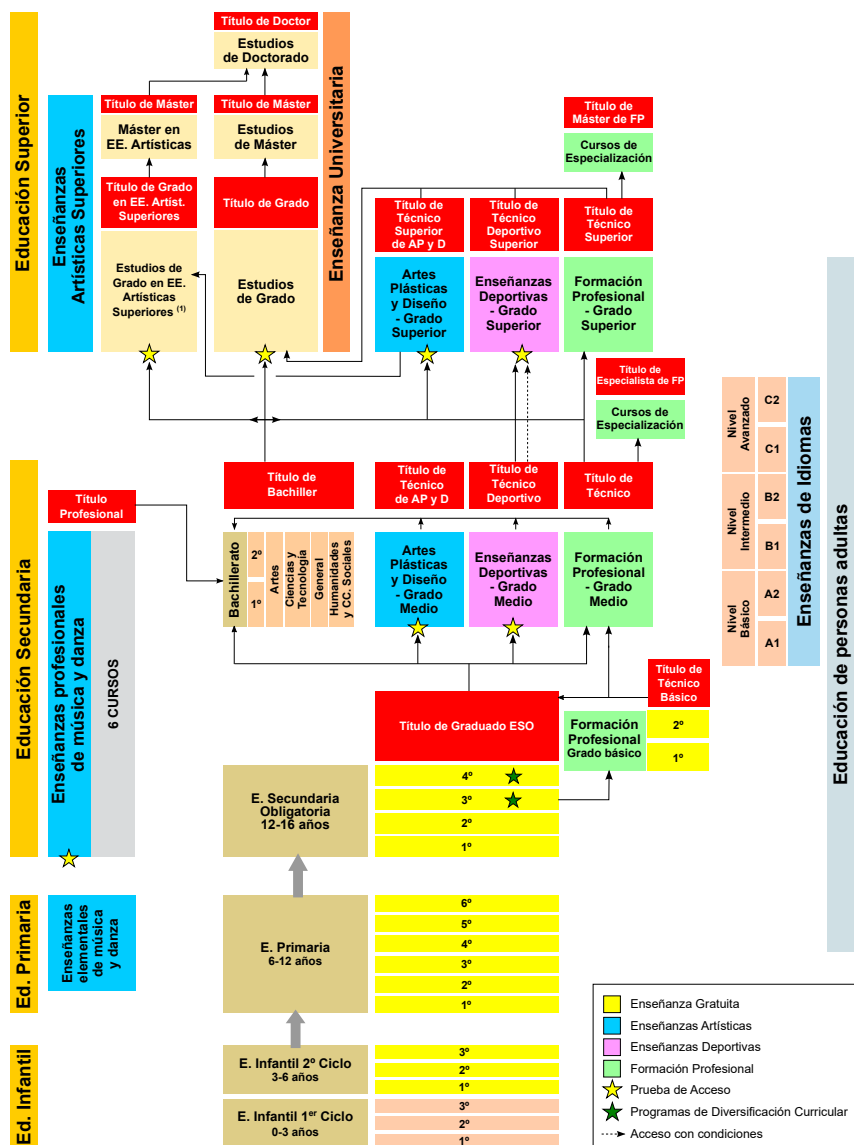 Educación Superior
Enseñanzas
Artísticas Superiores
Título de Doctor
Estudios
de Doctorado
Título de Máster
Título de Máster
Máster en
EE. Artísticas
Estudios
de Máster
Título de Grado
en EE. Artíst.
Superiores
Título de Grado
Estudios de
Grado en EE.
Artísticas
Superiores (1)
Estudios
de Grado
Enseñanza Universitaria
Título de
Máster de FP
Cursos de
Especialización
Título de
Técnico
Superior
de AP y D
Título de
Técnico
Deportivo
Superior
Título de
Técnico
Superior
Artes
Plásticas
y Diseño
- Grado
Superior
Enseñanzas
Deportivas
- Grado
Superior
Formación
Profesional
- Grado
Superior
Título de
Especialista de FP
Cursos de
Especialización
Educación Secundaria
Título
Profesional
Enseñanzas profesionales
de música y danza
6 CURSOS
Título de
Bachiller
Título de
Técnico
de AP y D
Título de
Técnico
Deportivo
Título de
Técnico
Bachillerato
2º
1º
Artes
Ciencias y
Tecnología
General
Humanidades
y CC. Sociales
Artes
Plásticas
y Diseño
- Grado
Medio
Enseñanzas
Deportivas
- Grado
Medio
Formación
Profesional
- Grado
Medio
Nivel
Avanzado
C2
C1
Nivel
Intermedio
B2
B1
Nivel
Básico
A2
A1
Enseñanzas de Idiomas
Educación de personas adultas
Título de Graduado ESO
Título de
Técnico
Básico
Formación
Profesional
Grado básico
2º
1º
E. Secundaria
Obligatoria
12-16 años
4º
3º
2º
1º
Ed. Primaria
Enseñanzas
elementales
de música
y danza
E. Primaria
6-12 años
6º
5º
4º
3º
2º
1º
Ed. Infantil
E. Infantil 2º Ciclo
3-6 años
3º
2º
1º
E. Infantil 1er Ciclo
0-3 años
3º
2º
1º
Enseñanza Gratuita
Enseñanzas Artísticas
Enseñanzas Deportivas
Formación Profesional
Prueba de Acceso
Programas de Diversificación Curricular
Acceso con condiciones